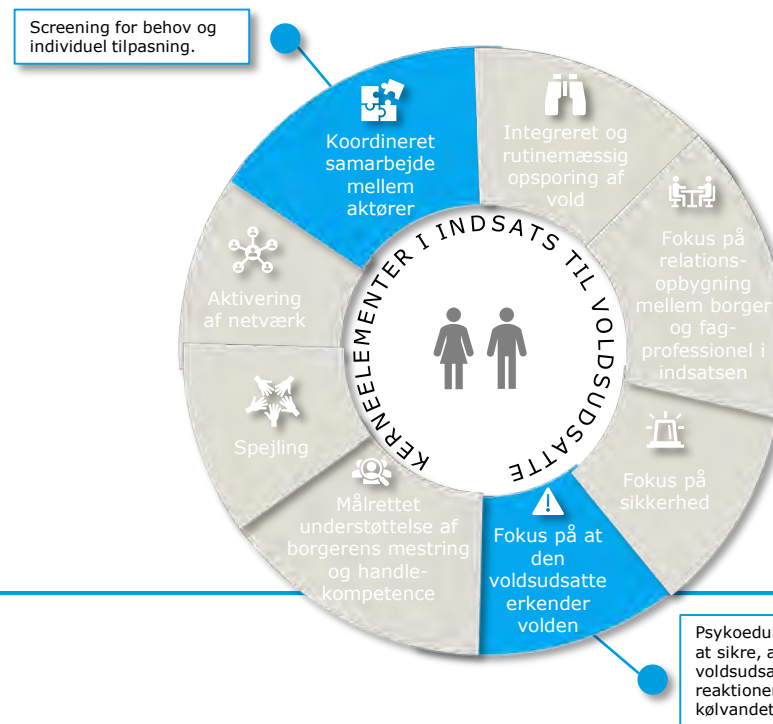 Screening for behov og
individuel tilpasning.
Koordineret
samarbejde
mellem
aktører
Integreret og
rutinemæssig
opsporing af
vold
Fokus på
relations-
opbygning
mellem borger
og fag-
professionel i
indsatsen
Fokus på
sikkerhed
Fokus på at
den
voldsudsatte
erkender
volden
Målrettet
understøttelse af
borgerens mestring
og handle-
kompetence
Spejling
Aktivering
af netværk
KERNEELEMENTER I INDSATS TIL VOLDSUDSATTE
Psykoedu
at sikre, a
voldsudsa
reaktioner
kølvandet